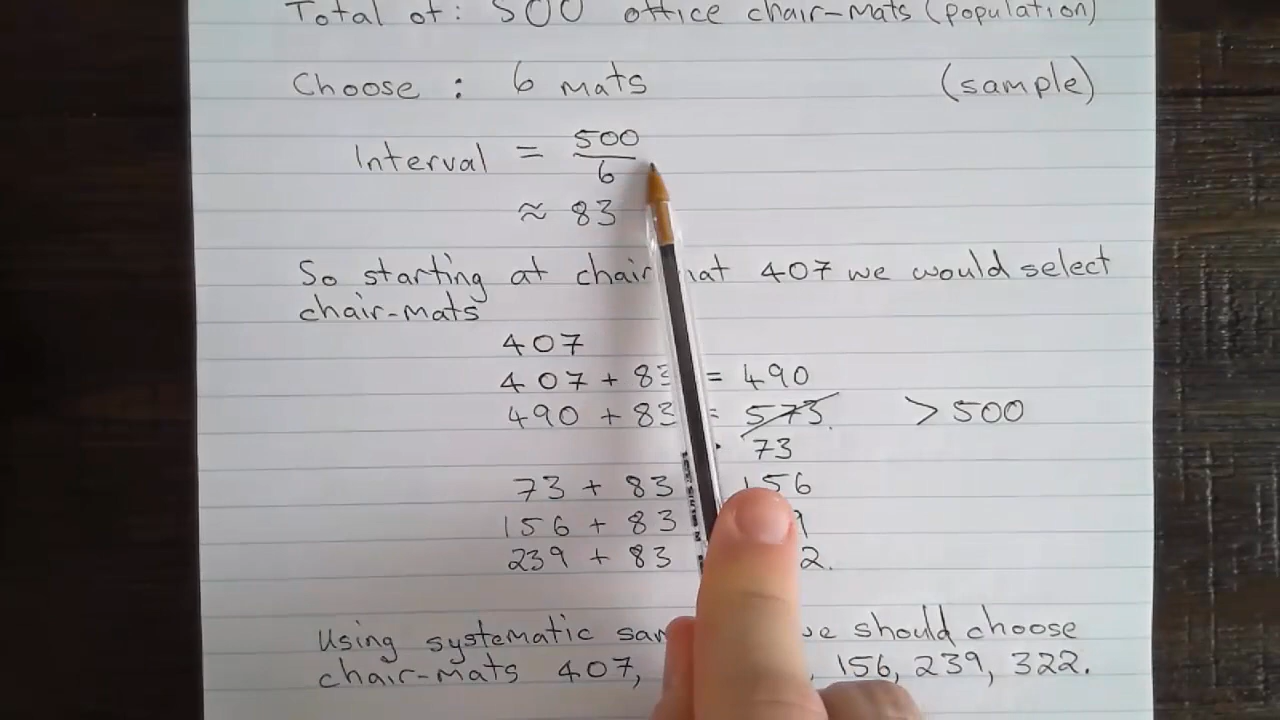 Total of: 500 office chair-mats (population)
Choose : 6 mats (sample)
Interval = 500
6
≈ 83
So starting at chair 407 we would select
chair-mats
407
407 + 83 = 490
490 + 83 = 573. > 500
73
73 + 83 156
156 + 83
239 + 83
Using systematic we should choose
chair-mats 407, 156, 239, 322.